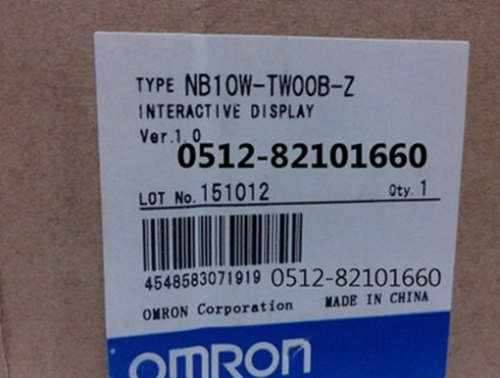 TYPE NB10W-TW00B-Z
INTERACTIVE DISPLAY
Ver.1.0
0512-82101660
LOT No. 151012 Qty. 1
4548583071919 0512-82101660
OMRON Corporation MADE IN CHINA
OMRON